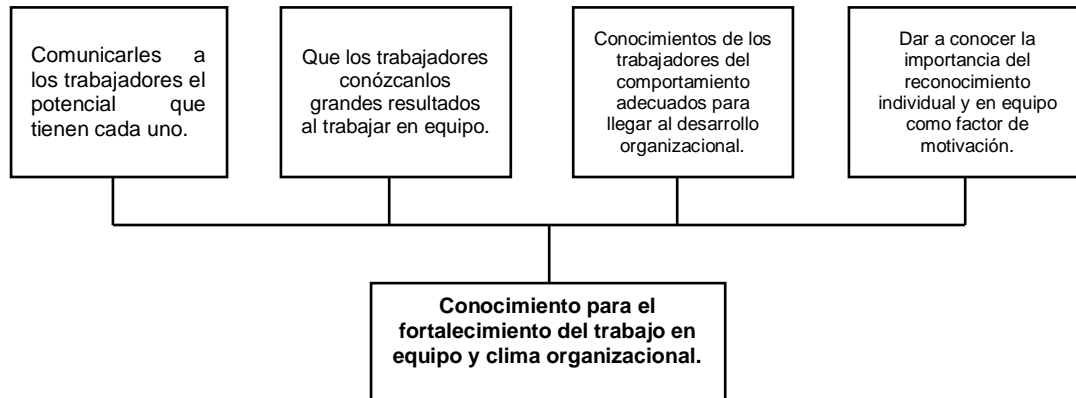 Comunicarles a
los trabajadores el
potencial que
tienen cada uno.
Que los trabajadores
conózcanlos
grandes resultados
al trabajar en equipo.
Conocimientos de los
trabajadores del
comportamiento
adecuados para
llegar al desarrollo
organizacional.
Dar a conocer la
importancia del
reconocimiento
individual y en equipo
como factor de
motivación.
Conocimiento para el
fortalecimiento del trabajo en
equipo y clima organizacional.